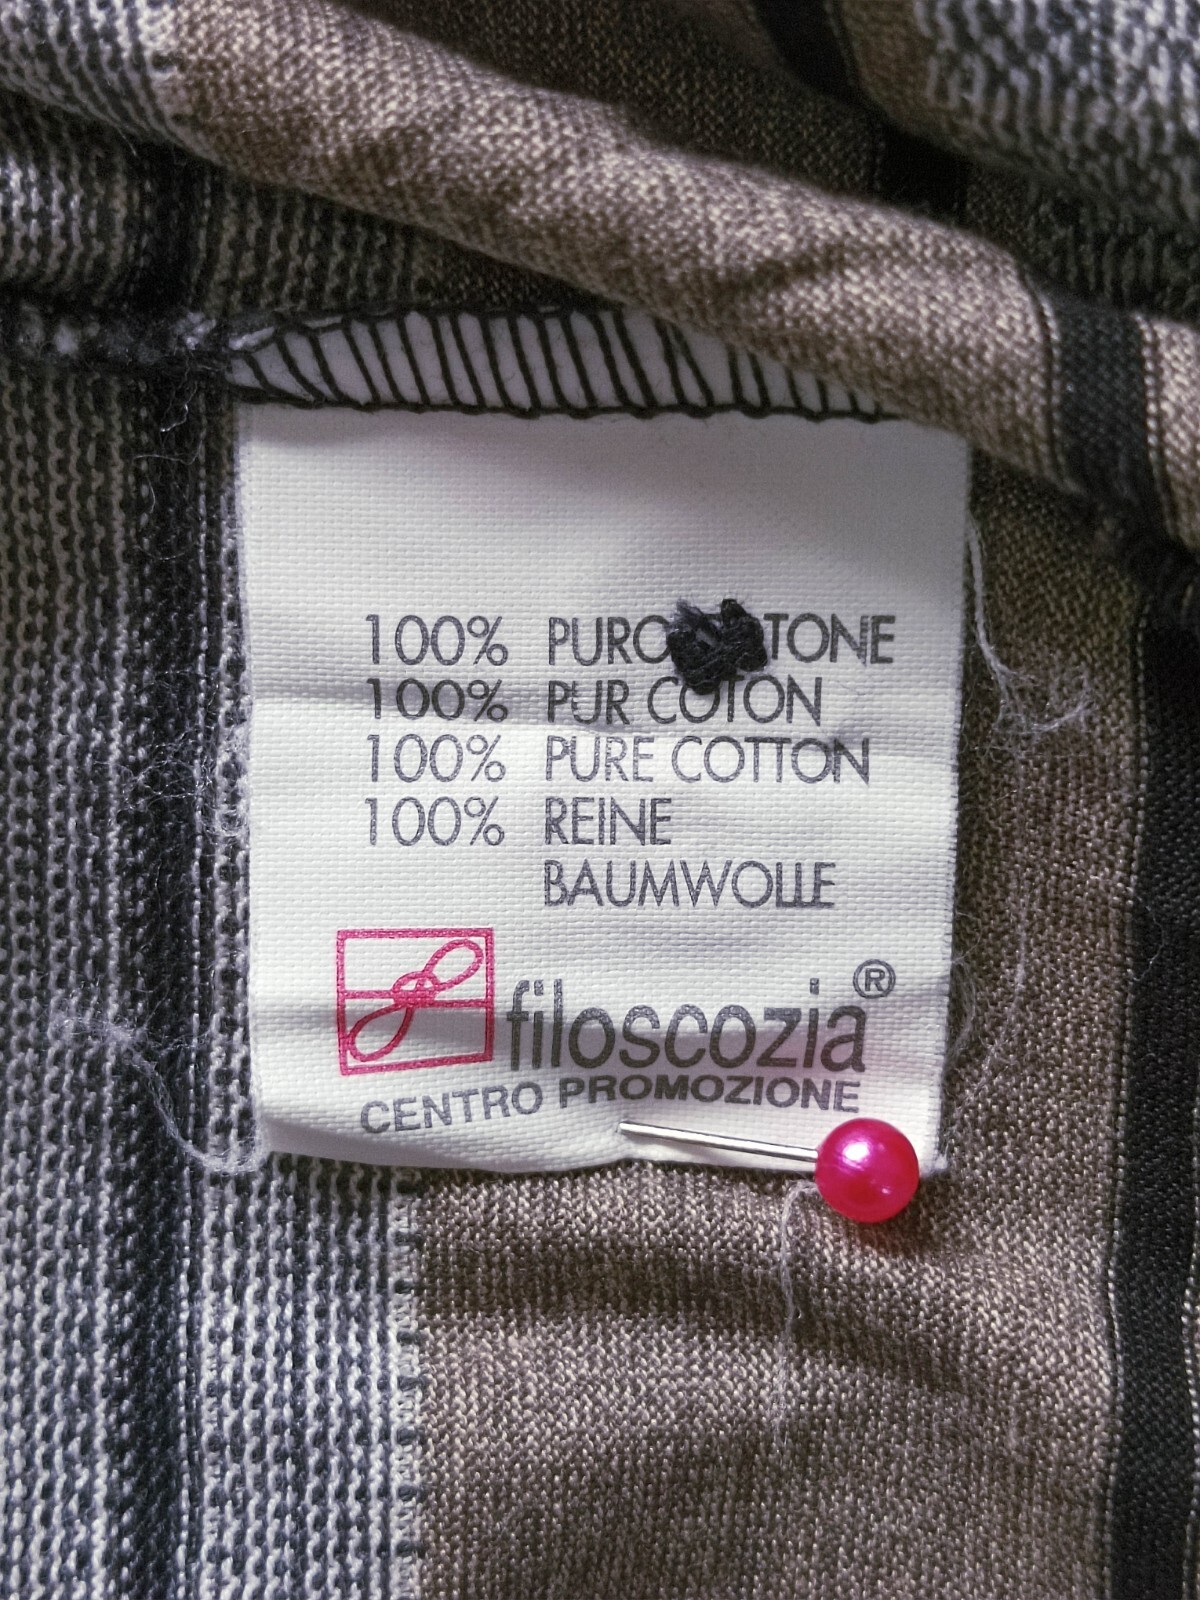 100% PURO
100% PUR COTON
100% PURE COTTON
100% REINE
BAUMWOLLE
filoscozia®
CENTRO PROMOZIONE